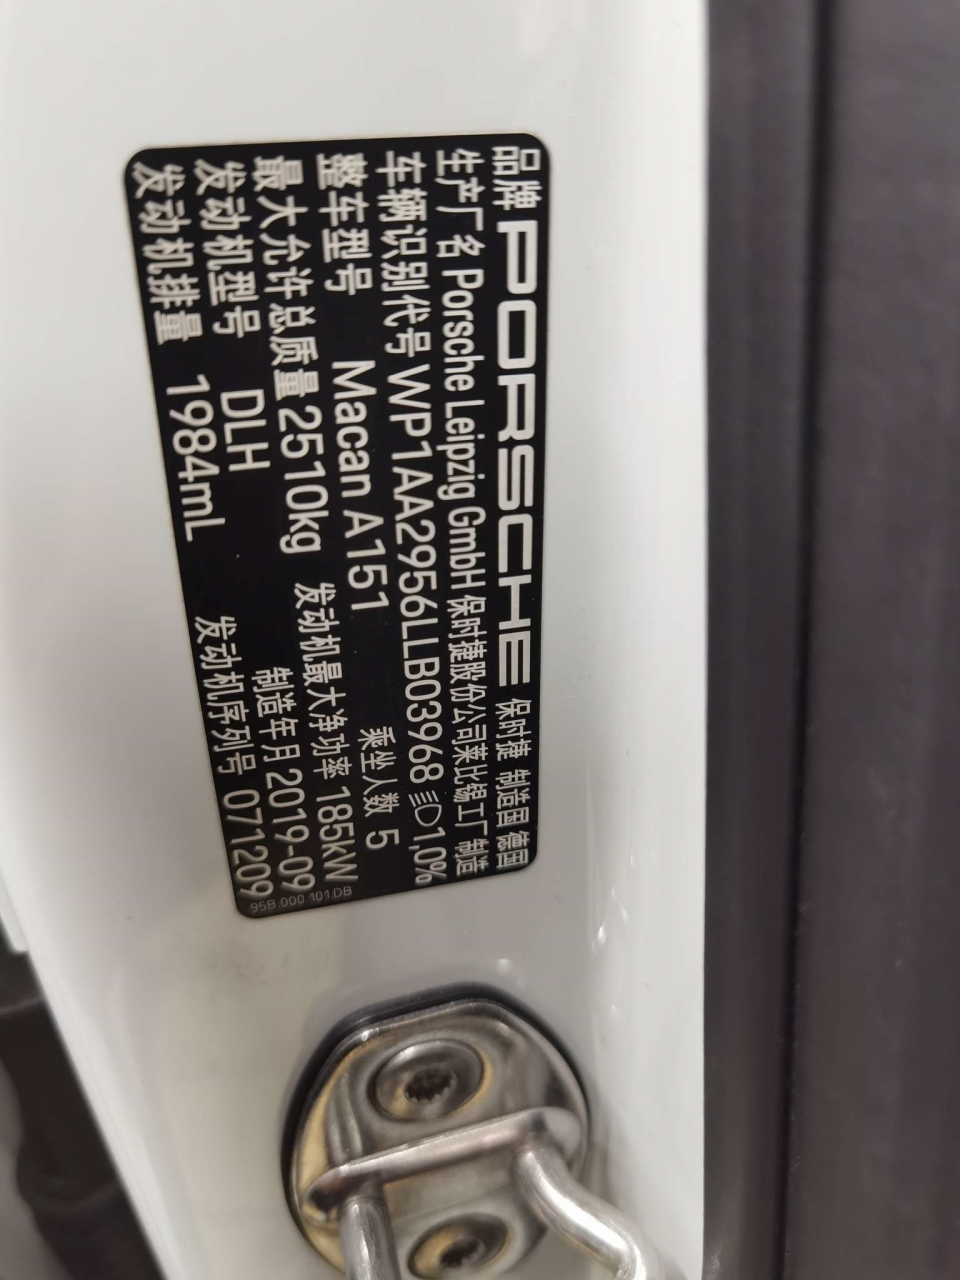 品牌 PORSCHE 保时捷 制造国 德国
生产厂名 Porsche Leipzig GmbH 保时捷股份公司莱比锡工厂 制造
车辆识别代号 WP1AA2956LLB03968 1,0%
整车型号 Macan A151 乘坐人数 5
最大允许总质量 2510kg 发动机最大净功率 185kW
发动机型号 DLH 制造年月 2019-09
发动机排量 1984mL 发动机序列号 071209
95B.000 101.DB